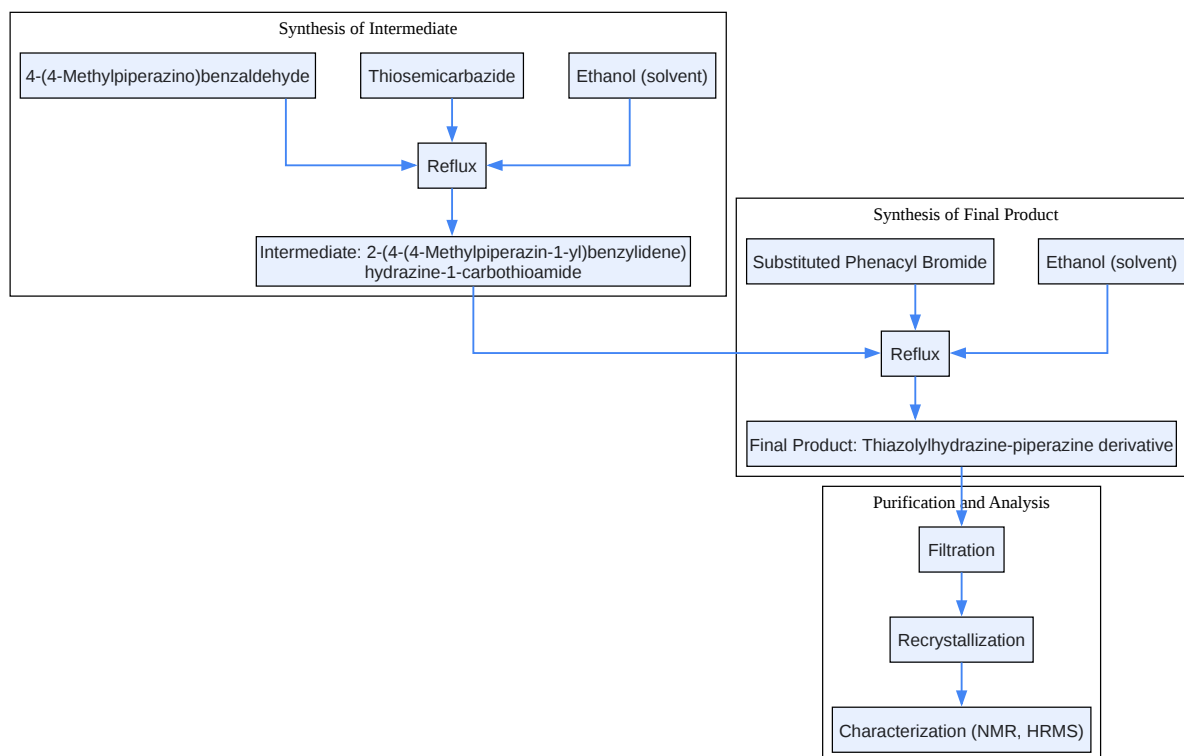 Synthesis of Intermediate
4-(4-Methylpiperazino)benzaldehyde
Thiosemicarbazide
Ethanol (solvent)
Reflux
Intermediate: 2-(4-(4-Methylpiperazin-1-yl)benzylidene)
hydrazine-1-carbothioamide
Synthesis of Final Product
Substituted Phenacyl Bromide
Ethanol (solvent)
Reflux
Final Product: Thiazolylhydrazine-piperazine derivative
Purification and Analysis
Filtration
Recrystallization
Characterization (NMR, HRMS)